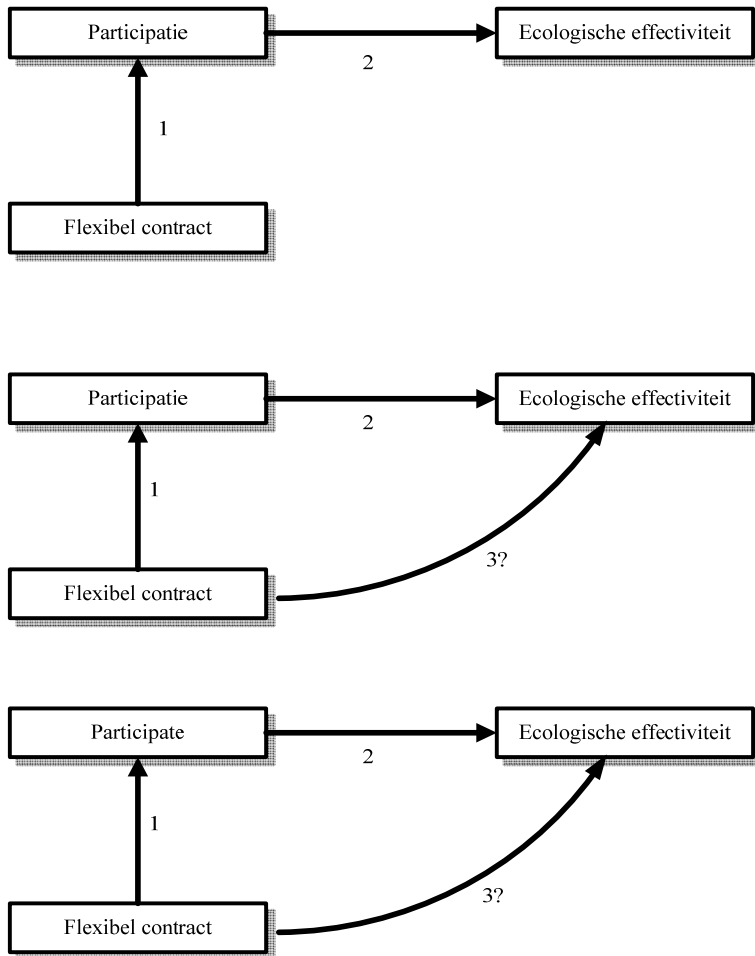 Participatie
Ecologische effectiviteit
2
1
Flexibel contract
Participatie
Ecologische effectiviteit
2
1
3?
Flexibel contract
Participate
Ecologische effectiviteit
2
1
3?
Flexibel contract